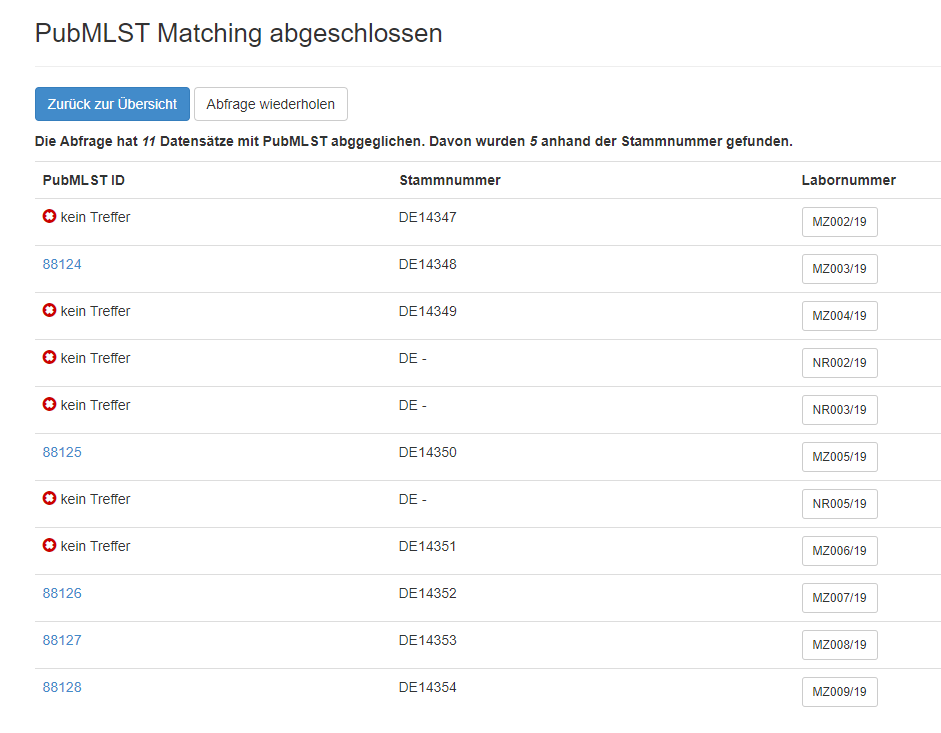 PubMLST Matching abgeschlossen
Zurück zur Übersicht Abfrage wiederholen
Die Abfrage hat 11 Datensätze mit PubMLST abggeglichen. Davon wurden 5 anhand der Stammnummer gefunden.
PubMLST ID Stammnummer Labornummer
kein Treffer DE14347 MZ002/19
88124 DE14348 MZ003/19
kein Treffer DE14349 MZ004/19
kein Treffer DE - NR002/19
kein Treffer DE - NR003/19
88125 DE14350 MZ005/19
kein Treffer DE - NR005/19
kein Treffer DE14351 MZ006/19
88126 DE14352 MZ007/19
88127 DE14353 MZ008/19
88128 DE14354 MZ009/19